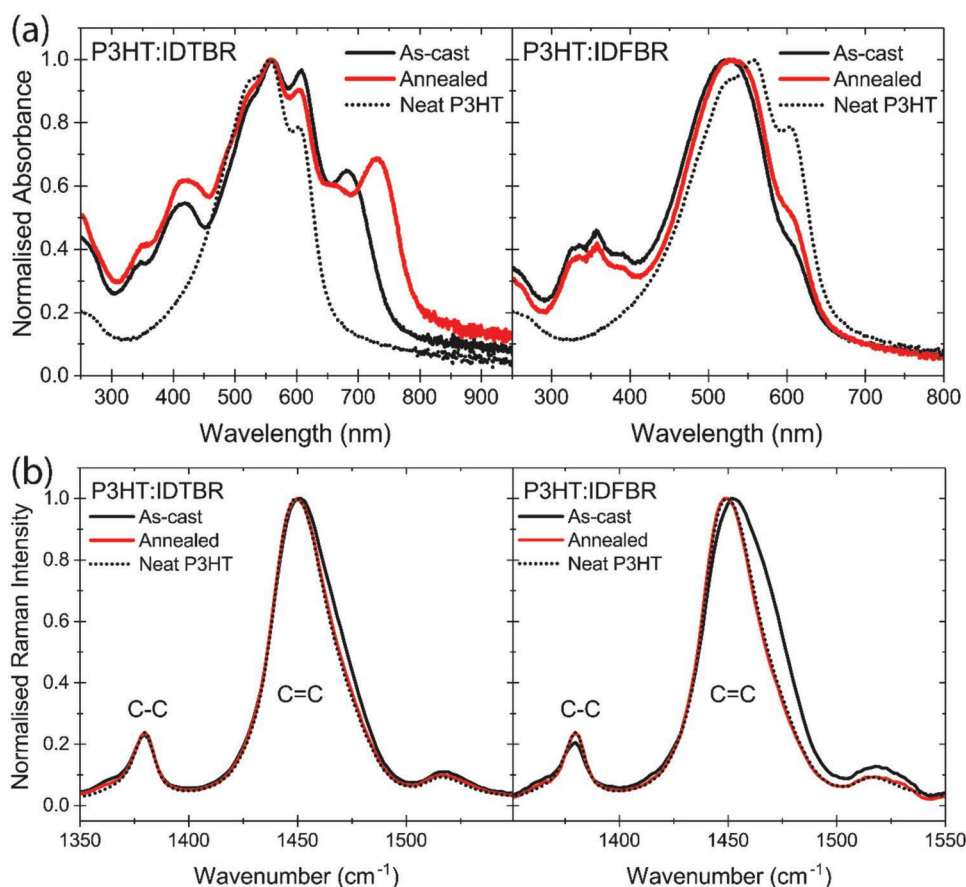 (a)
P3HT:IDTBR
As-cast
Annealed
Neat P3HT
P3HT:IDFBR
As-cast
Annealed
Neat P3HT
Normalised Absorbance
1.0
0.8
0.6
0.4
0.2
0.0
300 400 500 600 700 800 900
300 400 500 600 700 800
Wavelength (nm)
Wavelength (nm)
(b)
P3HT:IDTBR
As-cast
Annealed
Neat P3HT
P3HT:IDFBR
As-cast
Annealed
Neat P3HT
Normalised Raman Intensity
1.0
0.8
0.6
0.4
0.2
0.0
C-C
C=C
C-C
C=C
1350 1400 1450 1500
1400 1450 1500 1550
Wavenumber (cm⁻¹)
Wavenumber (cm⁻¹)